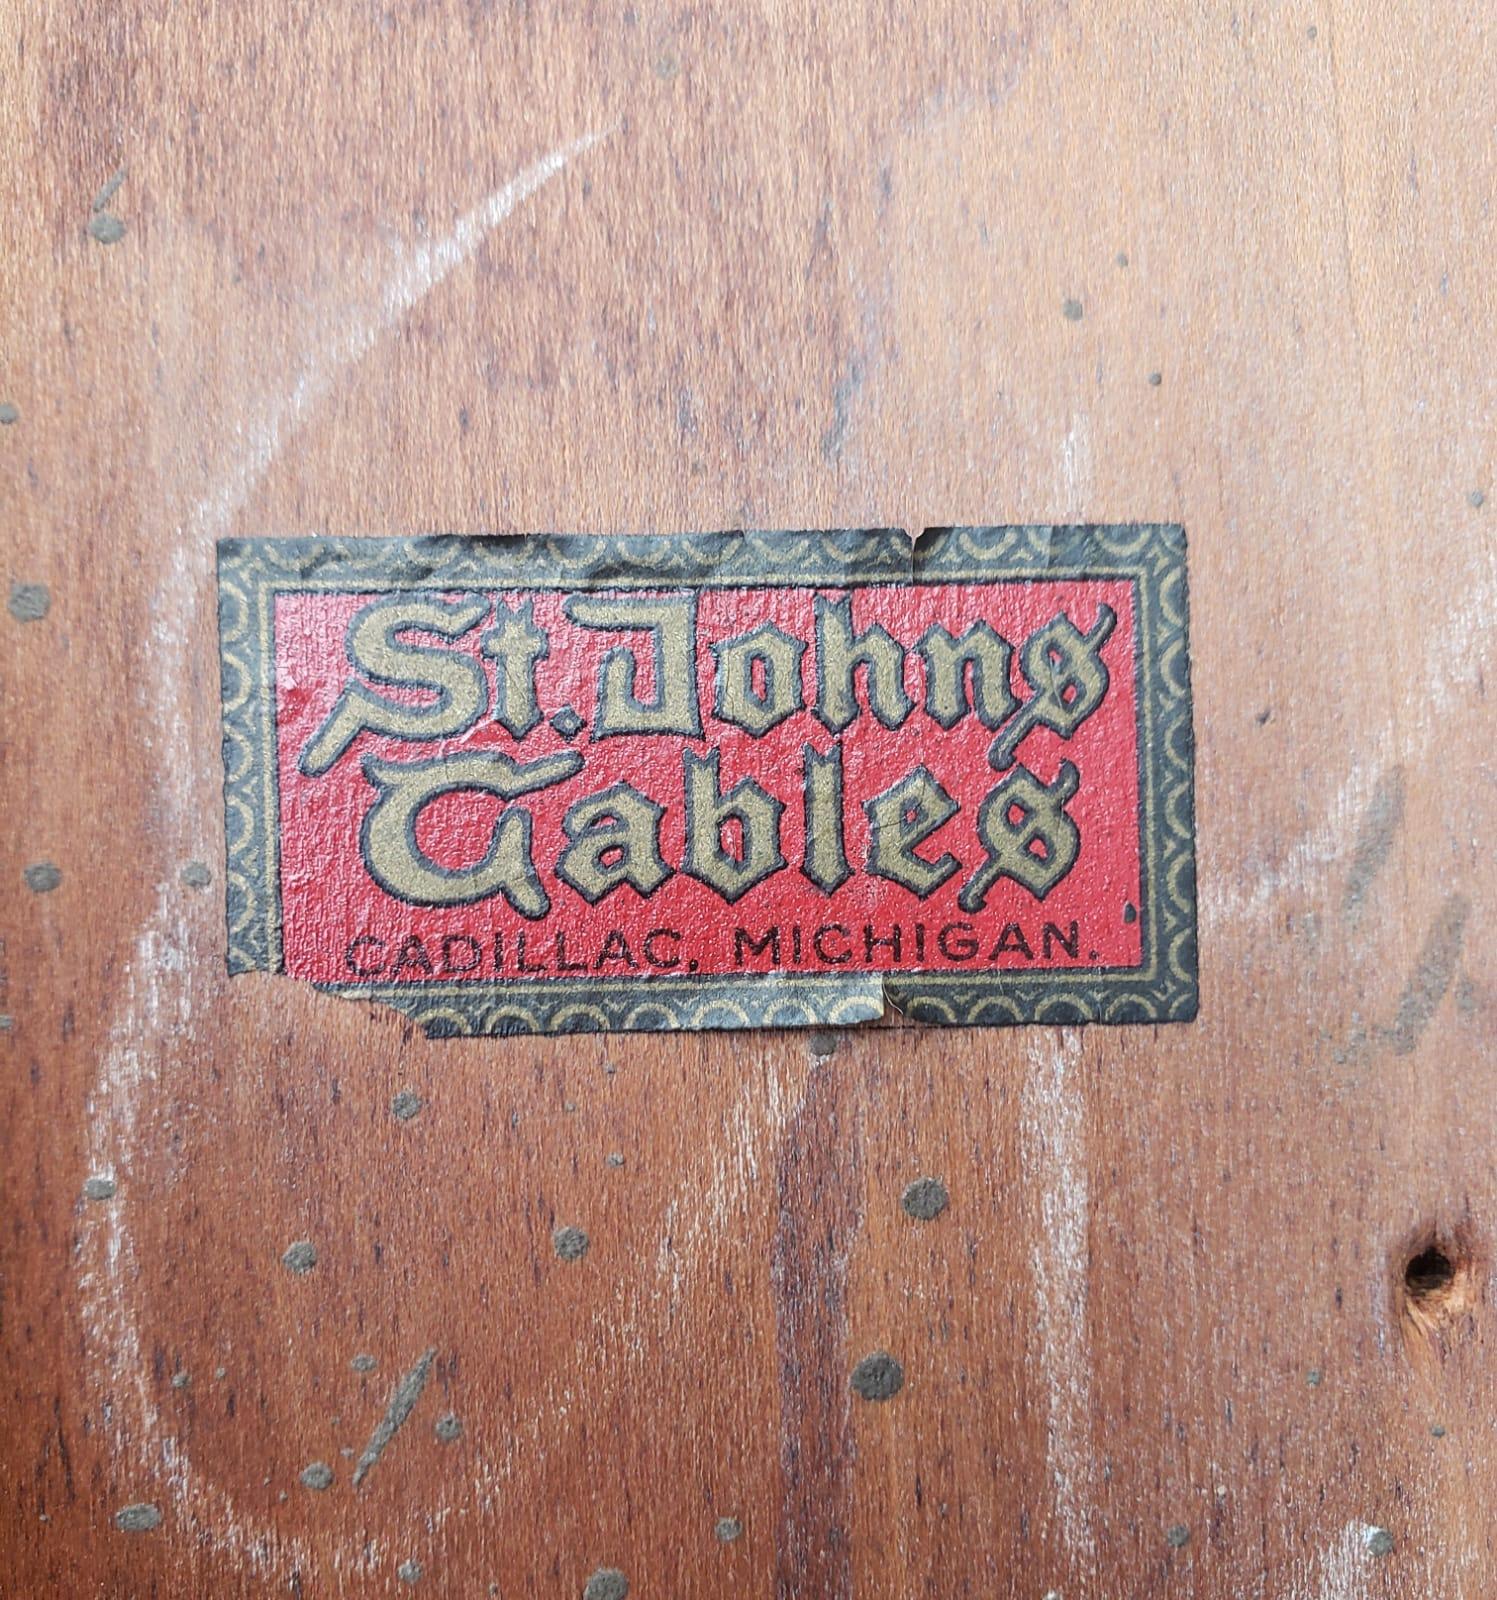 St. Johns
Tables
CADILLAC, MICHIGAN.